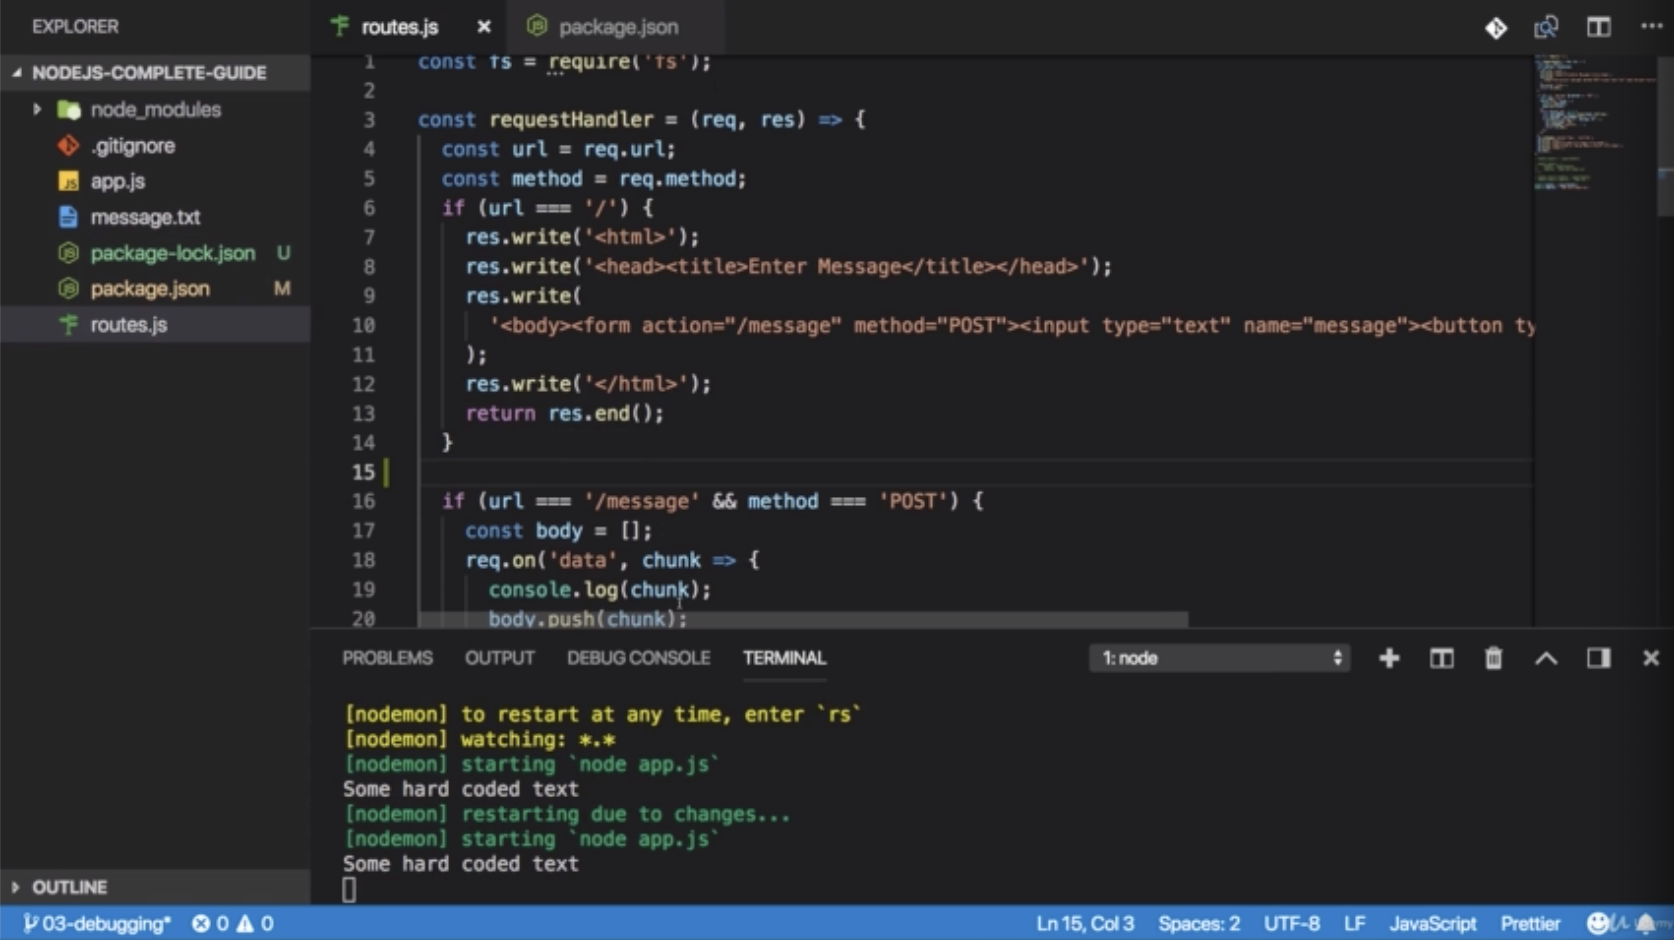 EXPLORER
NODEJS-COMPLETE-GUIDE
node_modules
.gitignore
app.js
message.txt
package-lock.json U
package.json M
routes.js
OUTLINE
routes.js
package.json
1 const fs = require('fs');
2
3 const requestHandler = (req, res) => {
4 const url = req.url;
5 const method = req.method;
6 if (url === '/') {
7 res.write('<html>');
8 res.write('<head><title>Enter Message</title></head>');
9 res.write(
10 '<body><form action="/message" method="POST"><input type="text" name="message"><button ty
11 );
12 res.write('</html>');
13 return res.end();
14 }
15
16 if (url === '/message' && method === 'POST') {
17 const body = [];
18 req.on('data', chunk => {
19 console.log(chunk);
20 body.push(chunk);
PROBLEMS OUTPUT DEBUG CONSOLE TERMINAL 1: node
[nodemon] to restart at any time, enter `rs`
[nodemon] watching: *.*
[nodemon] starting `node app.js`
Some hard coded text
[nodemon] restarting due to changes...
[nodemon] starting `node app.js`
Some hard coded text
03-debugging* 0 0 Ln 15, Col 3 Spaces: 2 UTF-8 LF JavaScript Prettier